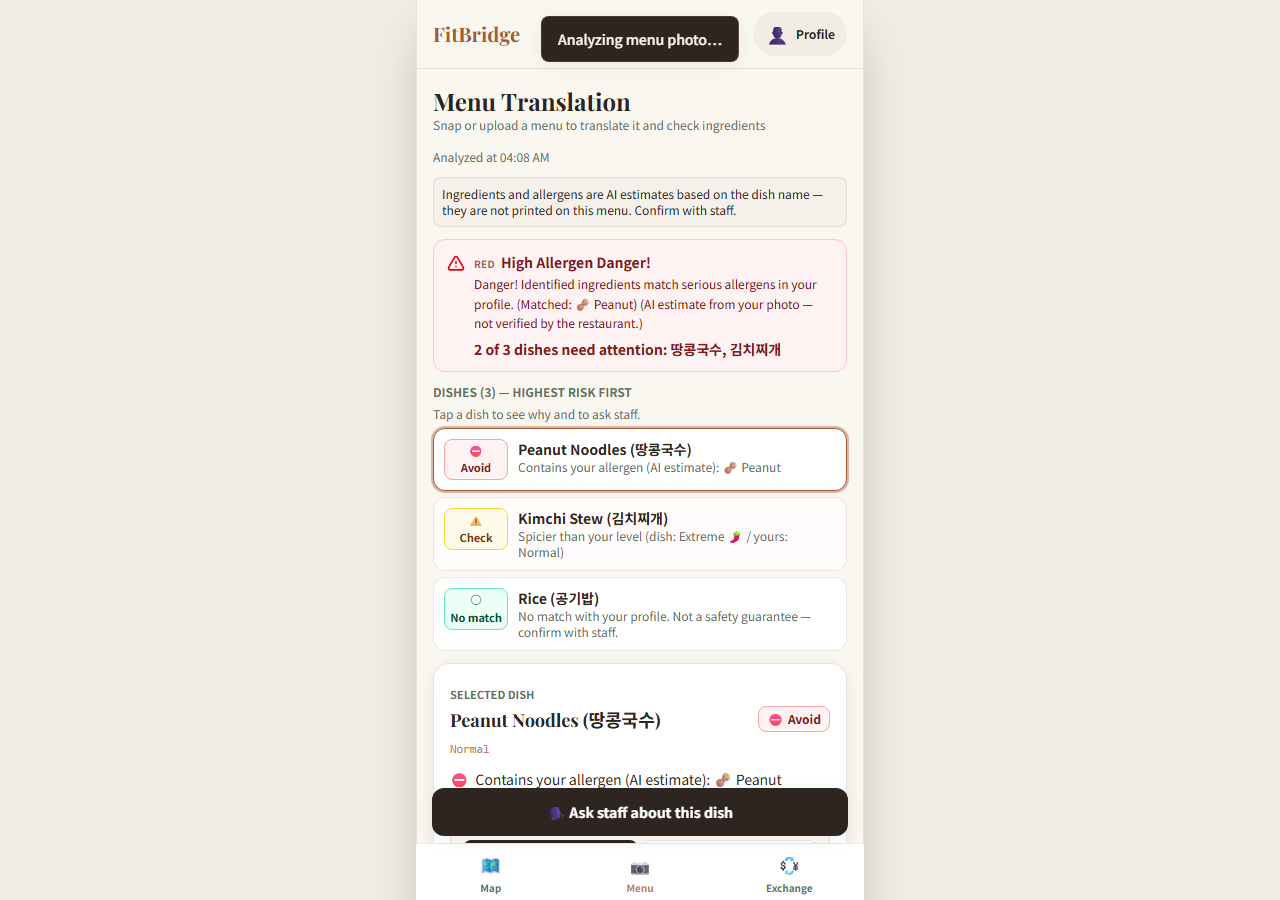 FitBridge
Analyzing menu photo…
Profile
Menu Translation
Snap or upload a menu to translate it and check ingredients
Analyzed at 04:08 AM
Ingredients and allergens are AI estimates based on the dish name —
they are not printed on this menu. Confirm with staff.
RED High Allergen Danger!
Danger! Identified ingredients match serious allergens in your
profile. (Matched: 🥜 Peanut) (AI estimate from your photo —
not verified by the restaurant.)
2 of 3 dishes need attention: 땅콩국수, 김치찌개
DISHES (3) — HIGHEST RISK FIRST
Tap a dish to see why and to ask staff.
Avoid
Peanut Noodles (땅콩국수)
Contains your allergen (AI estimate): 🥜 Peanut
Check
Kimchi Stew (김치찌개)
Spicier than your level (dish: Extreme 🌶️ / yours:
Normal)
No match
Rice (공기밥)
No match with your profile. Not a safety guarantee —
confirm with staff.
SELECTED DISH
Peanut Noodles (땅콩국수)
Avoid
Normal
Contains your allergen (AI estimate): 🥜 Peanut
Ask staff about this dish
Map
Menu
Exchange